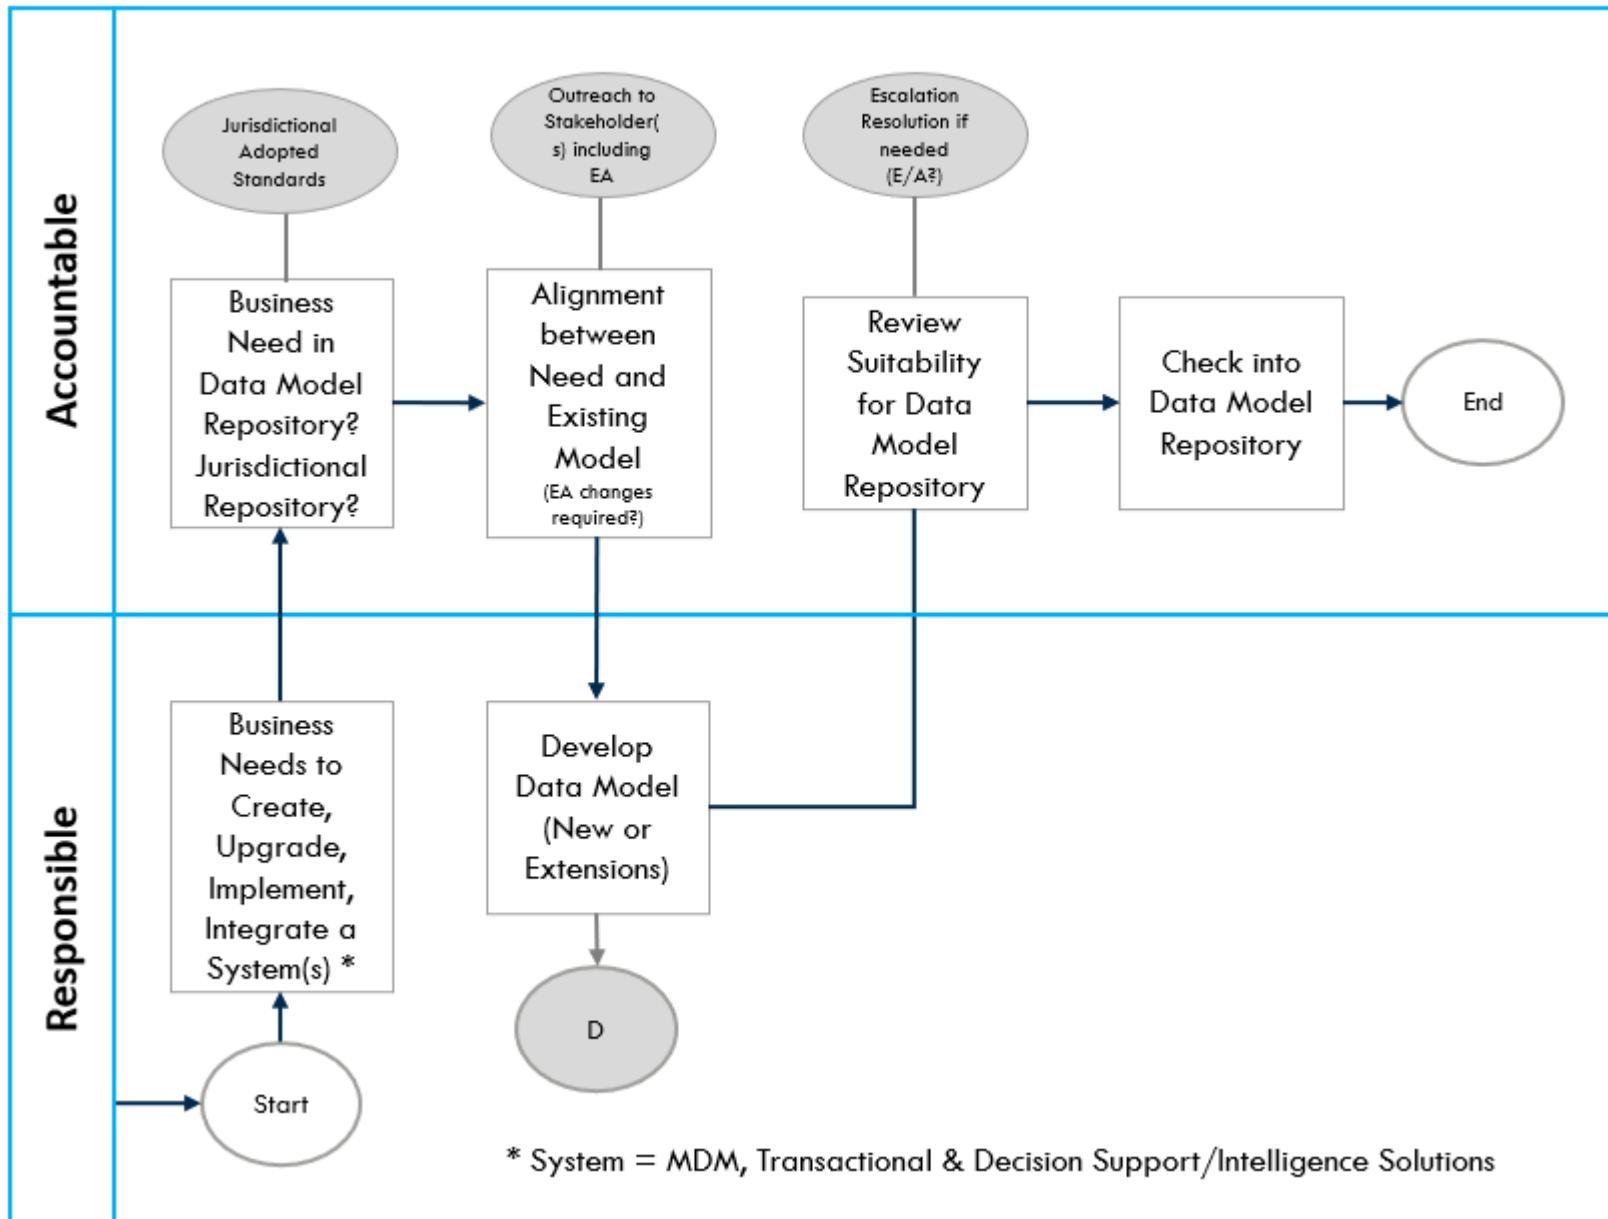 Accountable
Jurisdictional
Adopted
Standards
Outreach to
Stakeholder(
s) including
EA
Escalation
Resolution if
needed
(E/A?)
Business
Need in
Data Model
Repository?
Jurisdictional
Repository?
Alignment
between
Need and
Existing
Model
(EA changes
required?)
Review
Suitability
for Data
Model
Repository
Check into
Data Model
Repository
End
Responsible
Business
Needs to
Create,
Upgrade,
Implement,
Integrate a
System(s) *
Develop
Data Model
(New or
Extensions)
D
Start
* System = MDM, Transactional & Decision Support/Intelligence Solutions